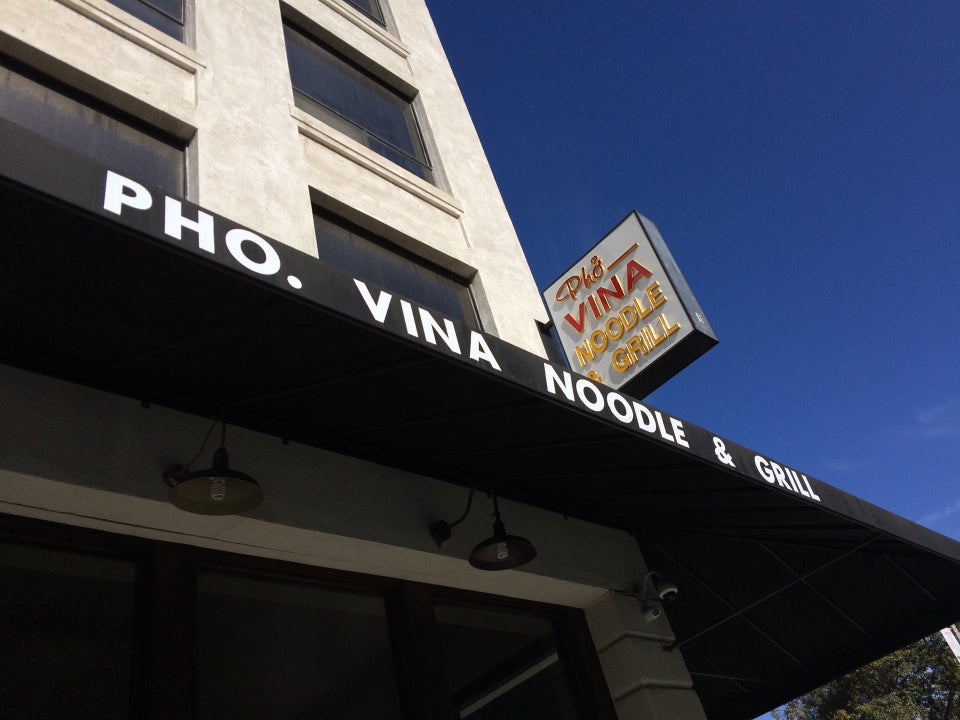 PHO. VINA NOODLE & GRILL
Phở
VINA
NOODLE
& GRILL